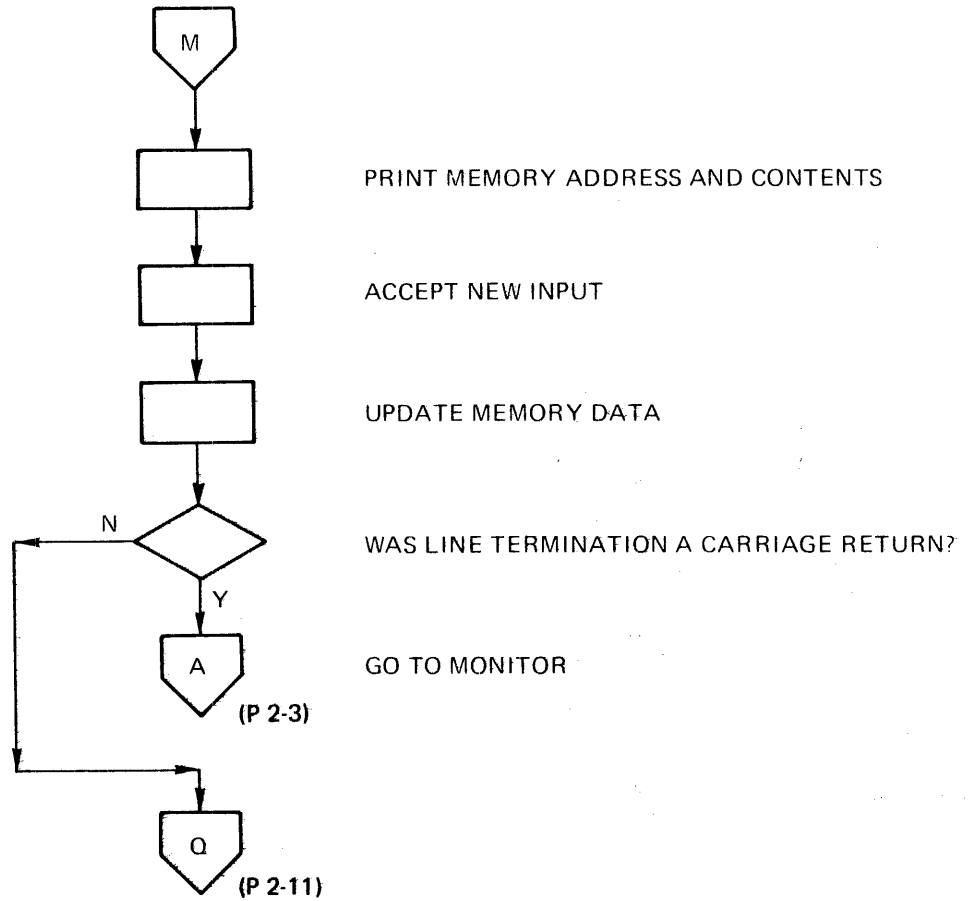 M
PRINT MEMORY ADDRESS AND CONTENTS
ACCEPT NEW INPUT
UPDATE MEMORY DATA
N
WAS LINE TERMINATION A CARRIAGE RETURN?
Y
A
GO TO MONITOR
(P 2-3)
Q
(P 2-11)